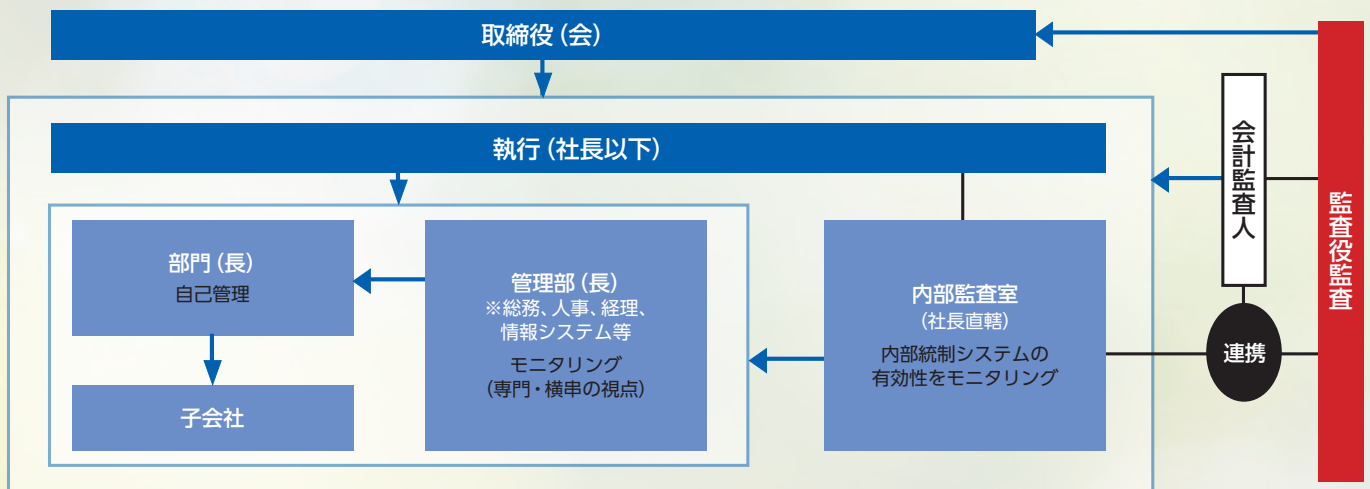 取締役（会）
執行（社長以下）
部門（長）
自己管理
子会社
管理部（長）
※総務、人事、経理、
情報システム等
モニタリング
（専門・横串の視点）
内部監査室
（社長直轄）
内部統制システムの
有効性をモニタリング
会計監査人
連携
監査役監査